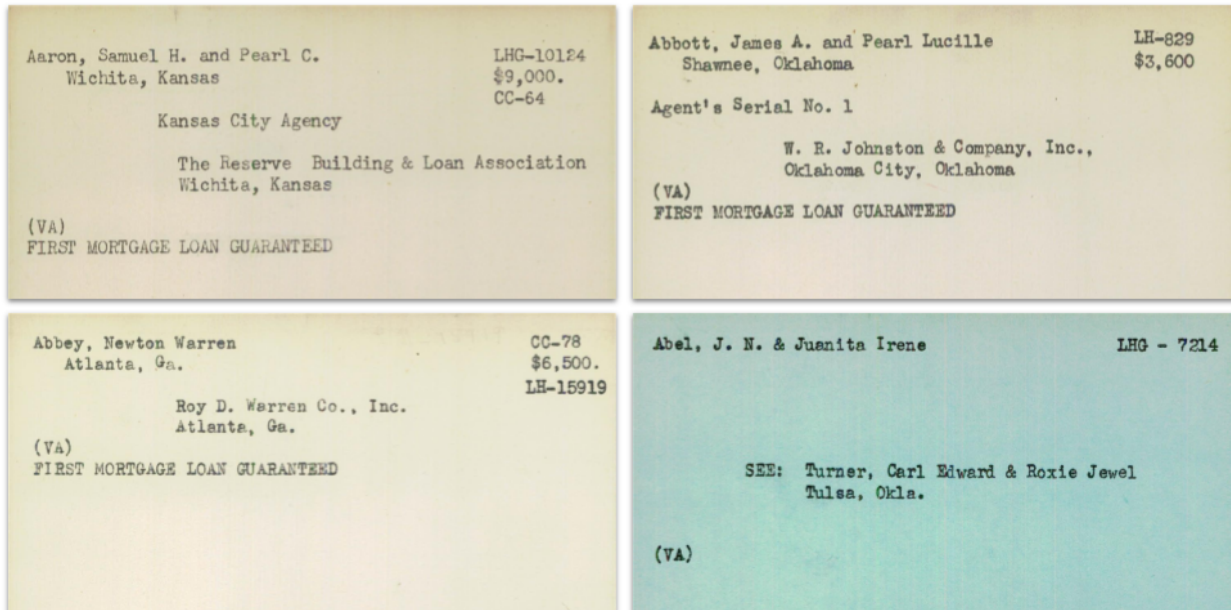 Aaron, Samuel H. and Pearl C. LHG-10124
Wichita, Kansas $9,000.
CC-64
Kansas City Agency
The Reserve Building & Loan Association
Wichita, Kansas
(VA)
FIRST MORTGAGE LOAN GUARANTEED
Abbott, James A. and Pearl Lucille LH-829
Shawnee, Oklahoma $3,600
Agent's Serial No. 1
W. R. Johnston & Company, Inc.,
Oklahoma City, Oklahoma
(VA)
FIRST MORTGAGE LOAN GUARANTEED
Abbey, Newton Warren CC-78
Atlanta, Ga. $6,500.
LH-15919
Roy D. Warren Co., Inc.
Atlanta, Ga.
(VA)
FIRST MORTGAGE LOAN GUARANTEED
Abel, J. N. & Juanita Irene LHG - 7214
SEE: Turner, Carl Edward & Roxie Jewel
Tulsa, Okla.
(VA)